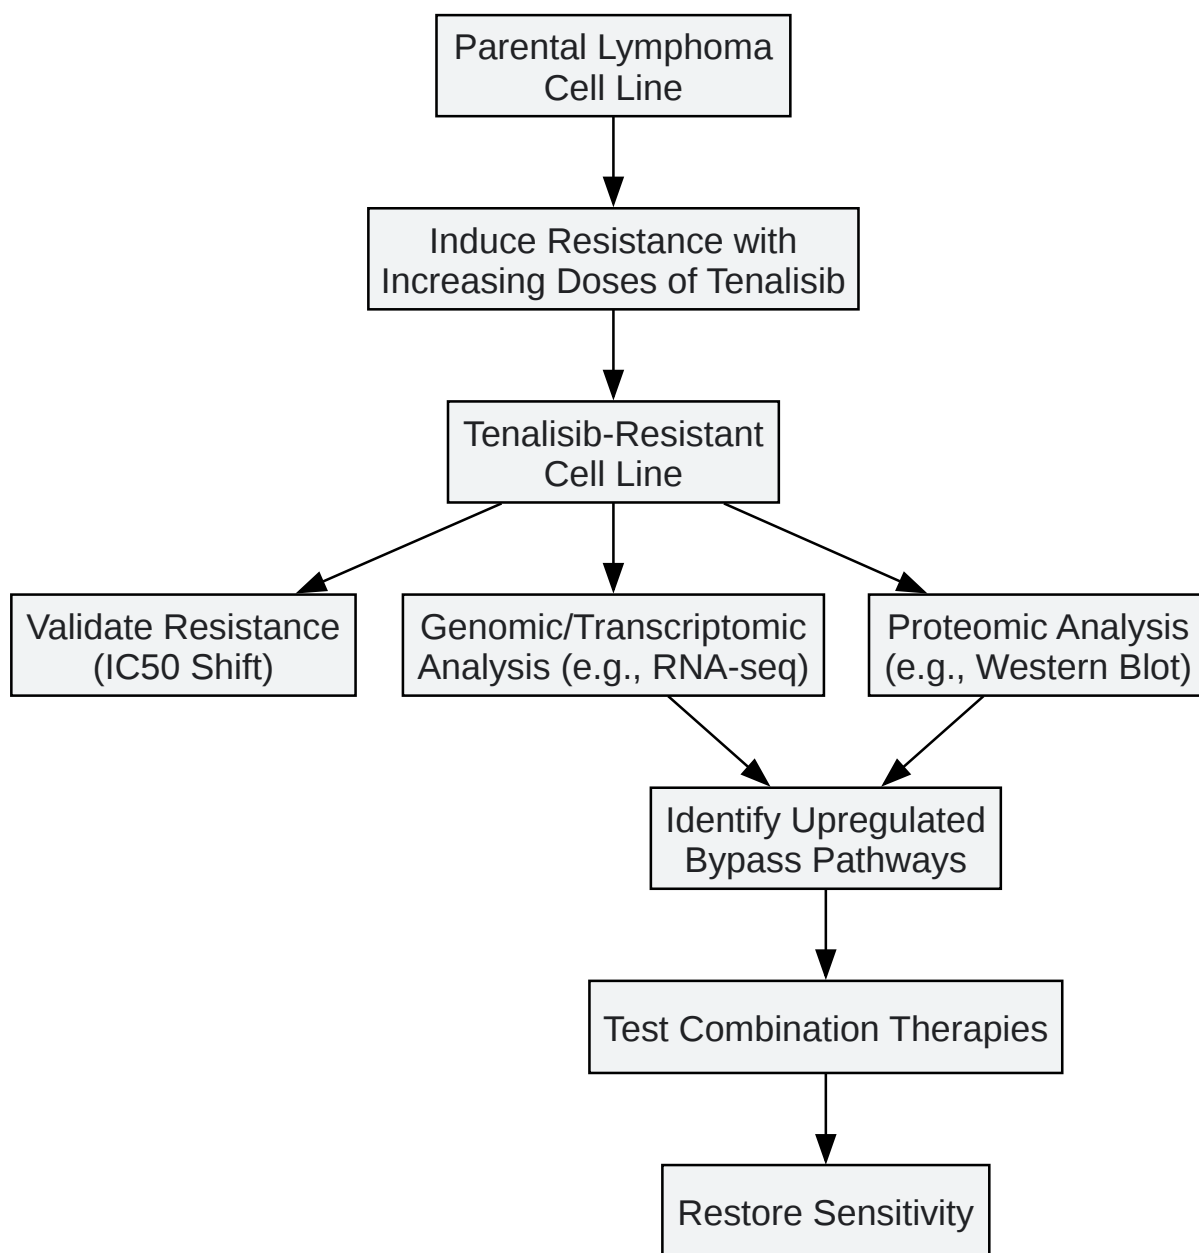 Parental Lymphoma
Cell Line
Induce Resistance with
Increasing Doses of Tenalisib
Tenalisib-Resistant
Cell Line
Validate Resistance
(IC50 Shift)
Genomic/Transcriptomic
Analysis (e.g., RNA-seq)
Proteomic Analysis
(e.g., Western Blot)
Identify Upregulated
Bypass Pathways
Test Combination Therapies
Restore Sensitivity